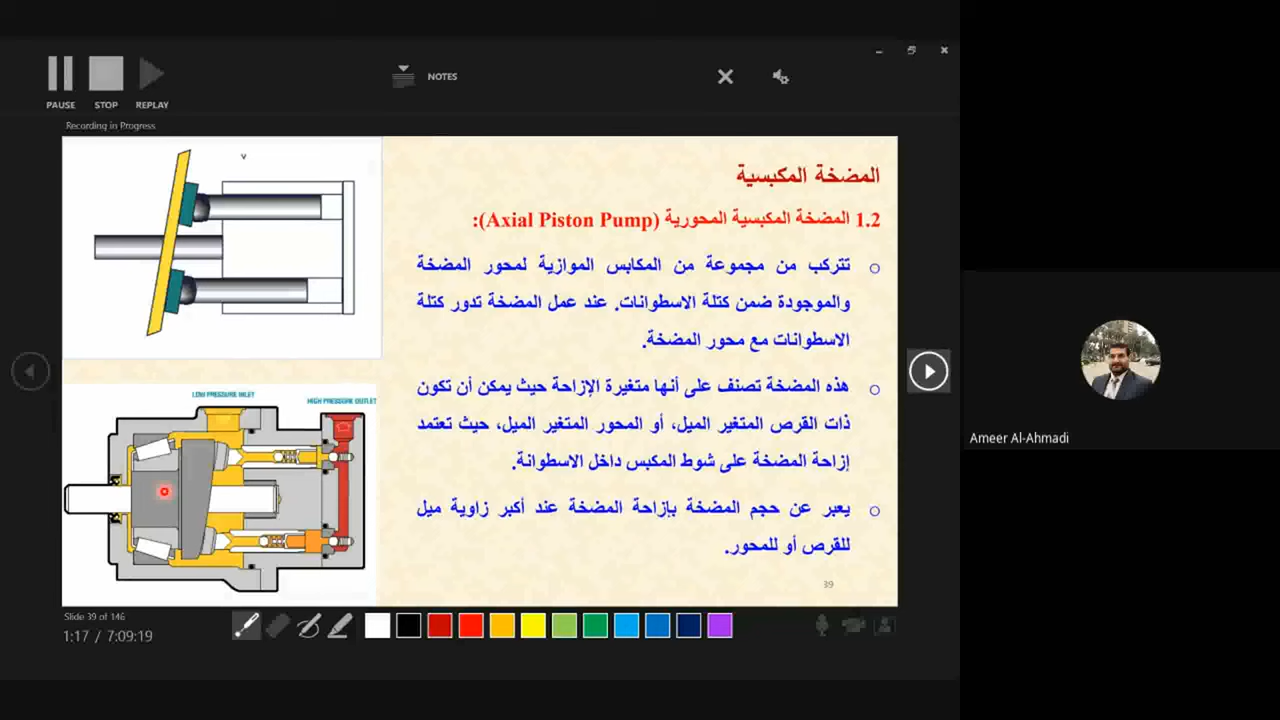 NOTES
PAUSE STOP REPLAY
Recording in Progress
المضخة المكبسية
1.2 المضخة المكبسية المحورية (Axial Piston Pump):
تتركب من مجموعة من المكابس الموازية لمحور المضخة
والموجودة ضمن كتلة الاسطوانات. عند عمل المضخة تدور كتلة
الاسطوانات مع محور المضخة.
هذه المضخة تصنف على أنها متغيرة الإزاحة حيث يمكن أن تكون
ذات القرص المتغير الميل، أو المحور المتغير الميل، حيث تعتمد
إزاحة المضخة على شوط المكبس داخل الاسطوانة.
يعبر عن حجم المضخة بإزاحة المضخة عند أكبر زاوية ميل
للقرص أو للمحور.
39
v
LOW PRESSURE INLET
HIGH PRESSURE OUTLET
Slide 39 of 146
1:17 / 7:09:19
Ameer Al-Ahmadi